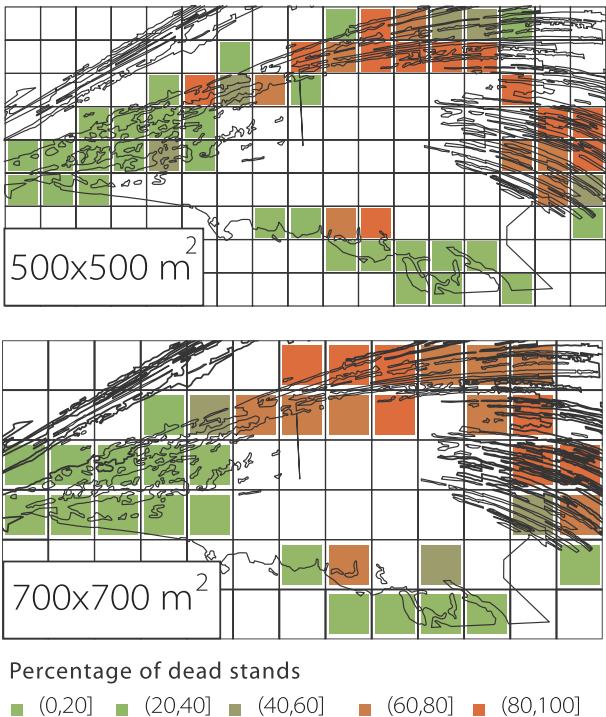 500x500 m²
700x700 m²
Percentage of dead stands
(0,20] (20,40] (40,60] (60,80] (80,100]